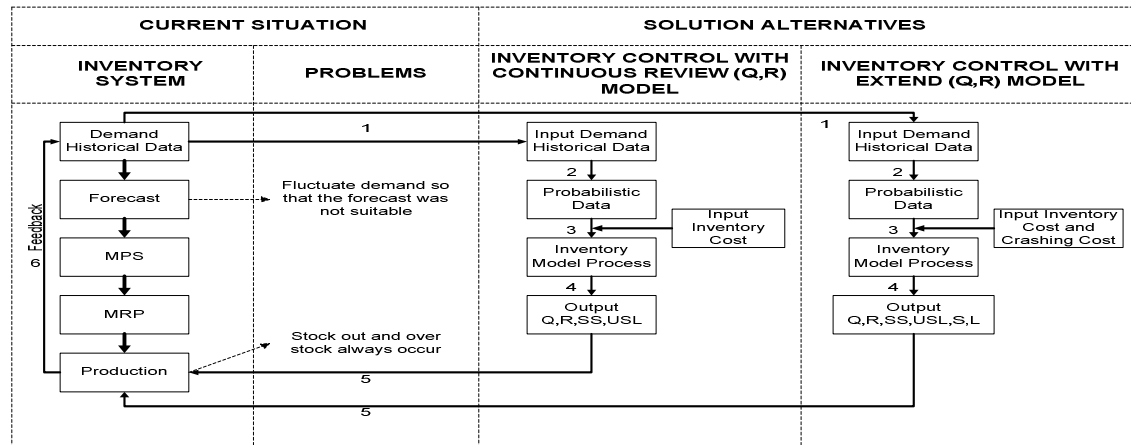 CURRENT SITUATION
SOLUTION ALTERNATIVES
INVENTORY
SYSTEM
PROBLEMS
INVENTORY CONTROL WITH
CONTINUOUS REVIEW (Q,R)
MODEL
INVENTORY CONTROL WITH
EXTEND (Q,R) MODEL
Demand
Historical Data
Forecast
MPS
MRP
Production
6 Feedback
Fluctuate demand so
that the forecast was
not suitable
Stock out and over
stock always occur
1
Input Demand
Historical Data
2
Probabilistic
Data
3
Input
Inventory
Cost
Inventory
Model Process
4
Output
Q,R,SS,USL
5
1
Input Demand
Historical Data
2
Probabilistic
Data
3
Input Inventory
Cost and
Crashing Cost
Inventory
Model Process
4
Output
Q,R,SS,USL,S,L
5